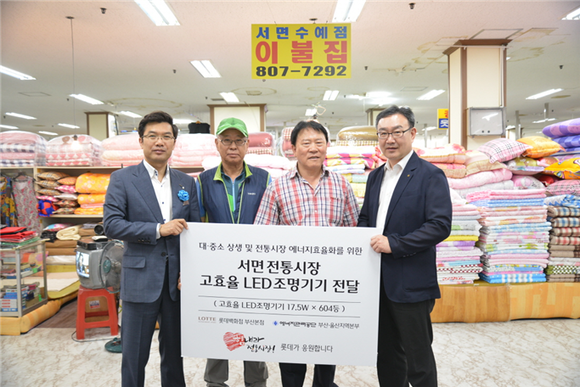 서면수예점
이불집
807-7292
대·중소 상생 및 전통시장 에너지효율화를 위한
서면전통시장
고효율 LED조명기기 전달
( 고효율 LED조명기기 17.5W × 604등 )
LOTTE 롯데백화점 부산본점 에너지관리공단 부산·울산지역본부
롯데가 응원합니다